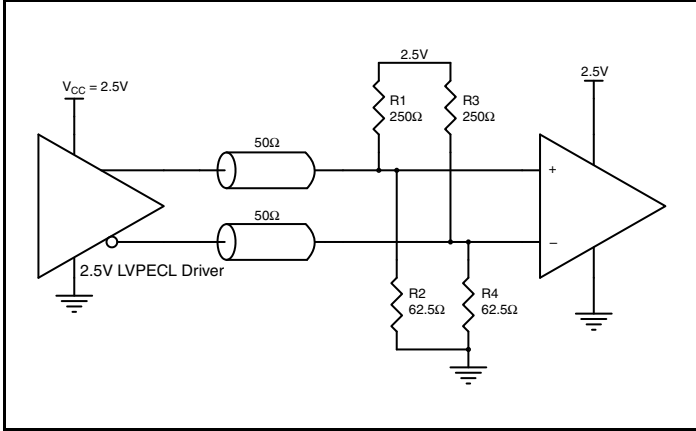 2.5V
V_CC = 2.5V
2.5V
R1
250Ω
R3
250Ω
50Ω
+
50Ω
–
2.5V LVPECL Driver
R2
62.5Ω
R4
62.5Ω